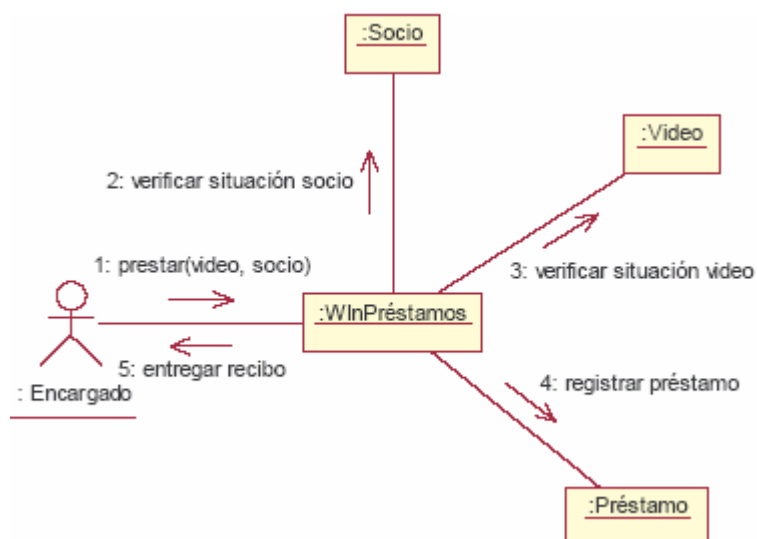 :Socio
:Video
2: verificar situación socio
1: prestar(video, socio)
3: verificar situación video
:WInPréstamos
5: entregar recibo
4: registrar préstamo
: Encargado
:Préstamo